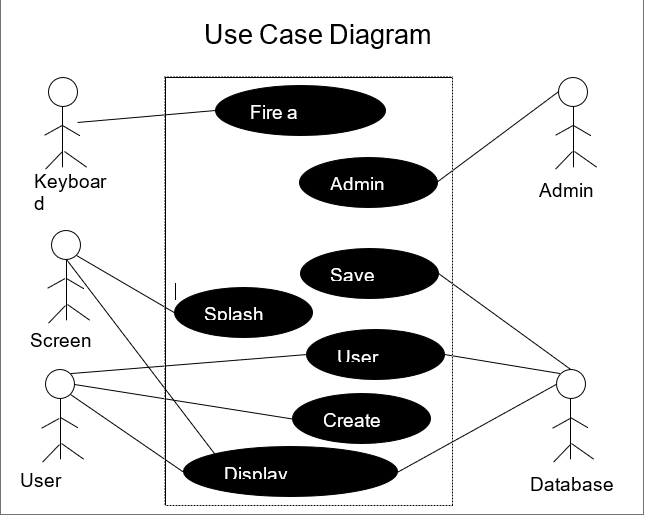 Use Case Diagram
Fire a
Keyboar
d
Admin
Admin
Screen
Save
Splash
User
Create
Display
User
Database